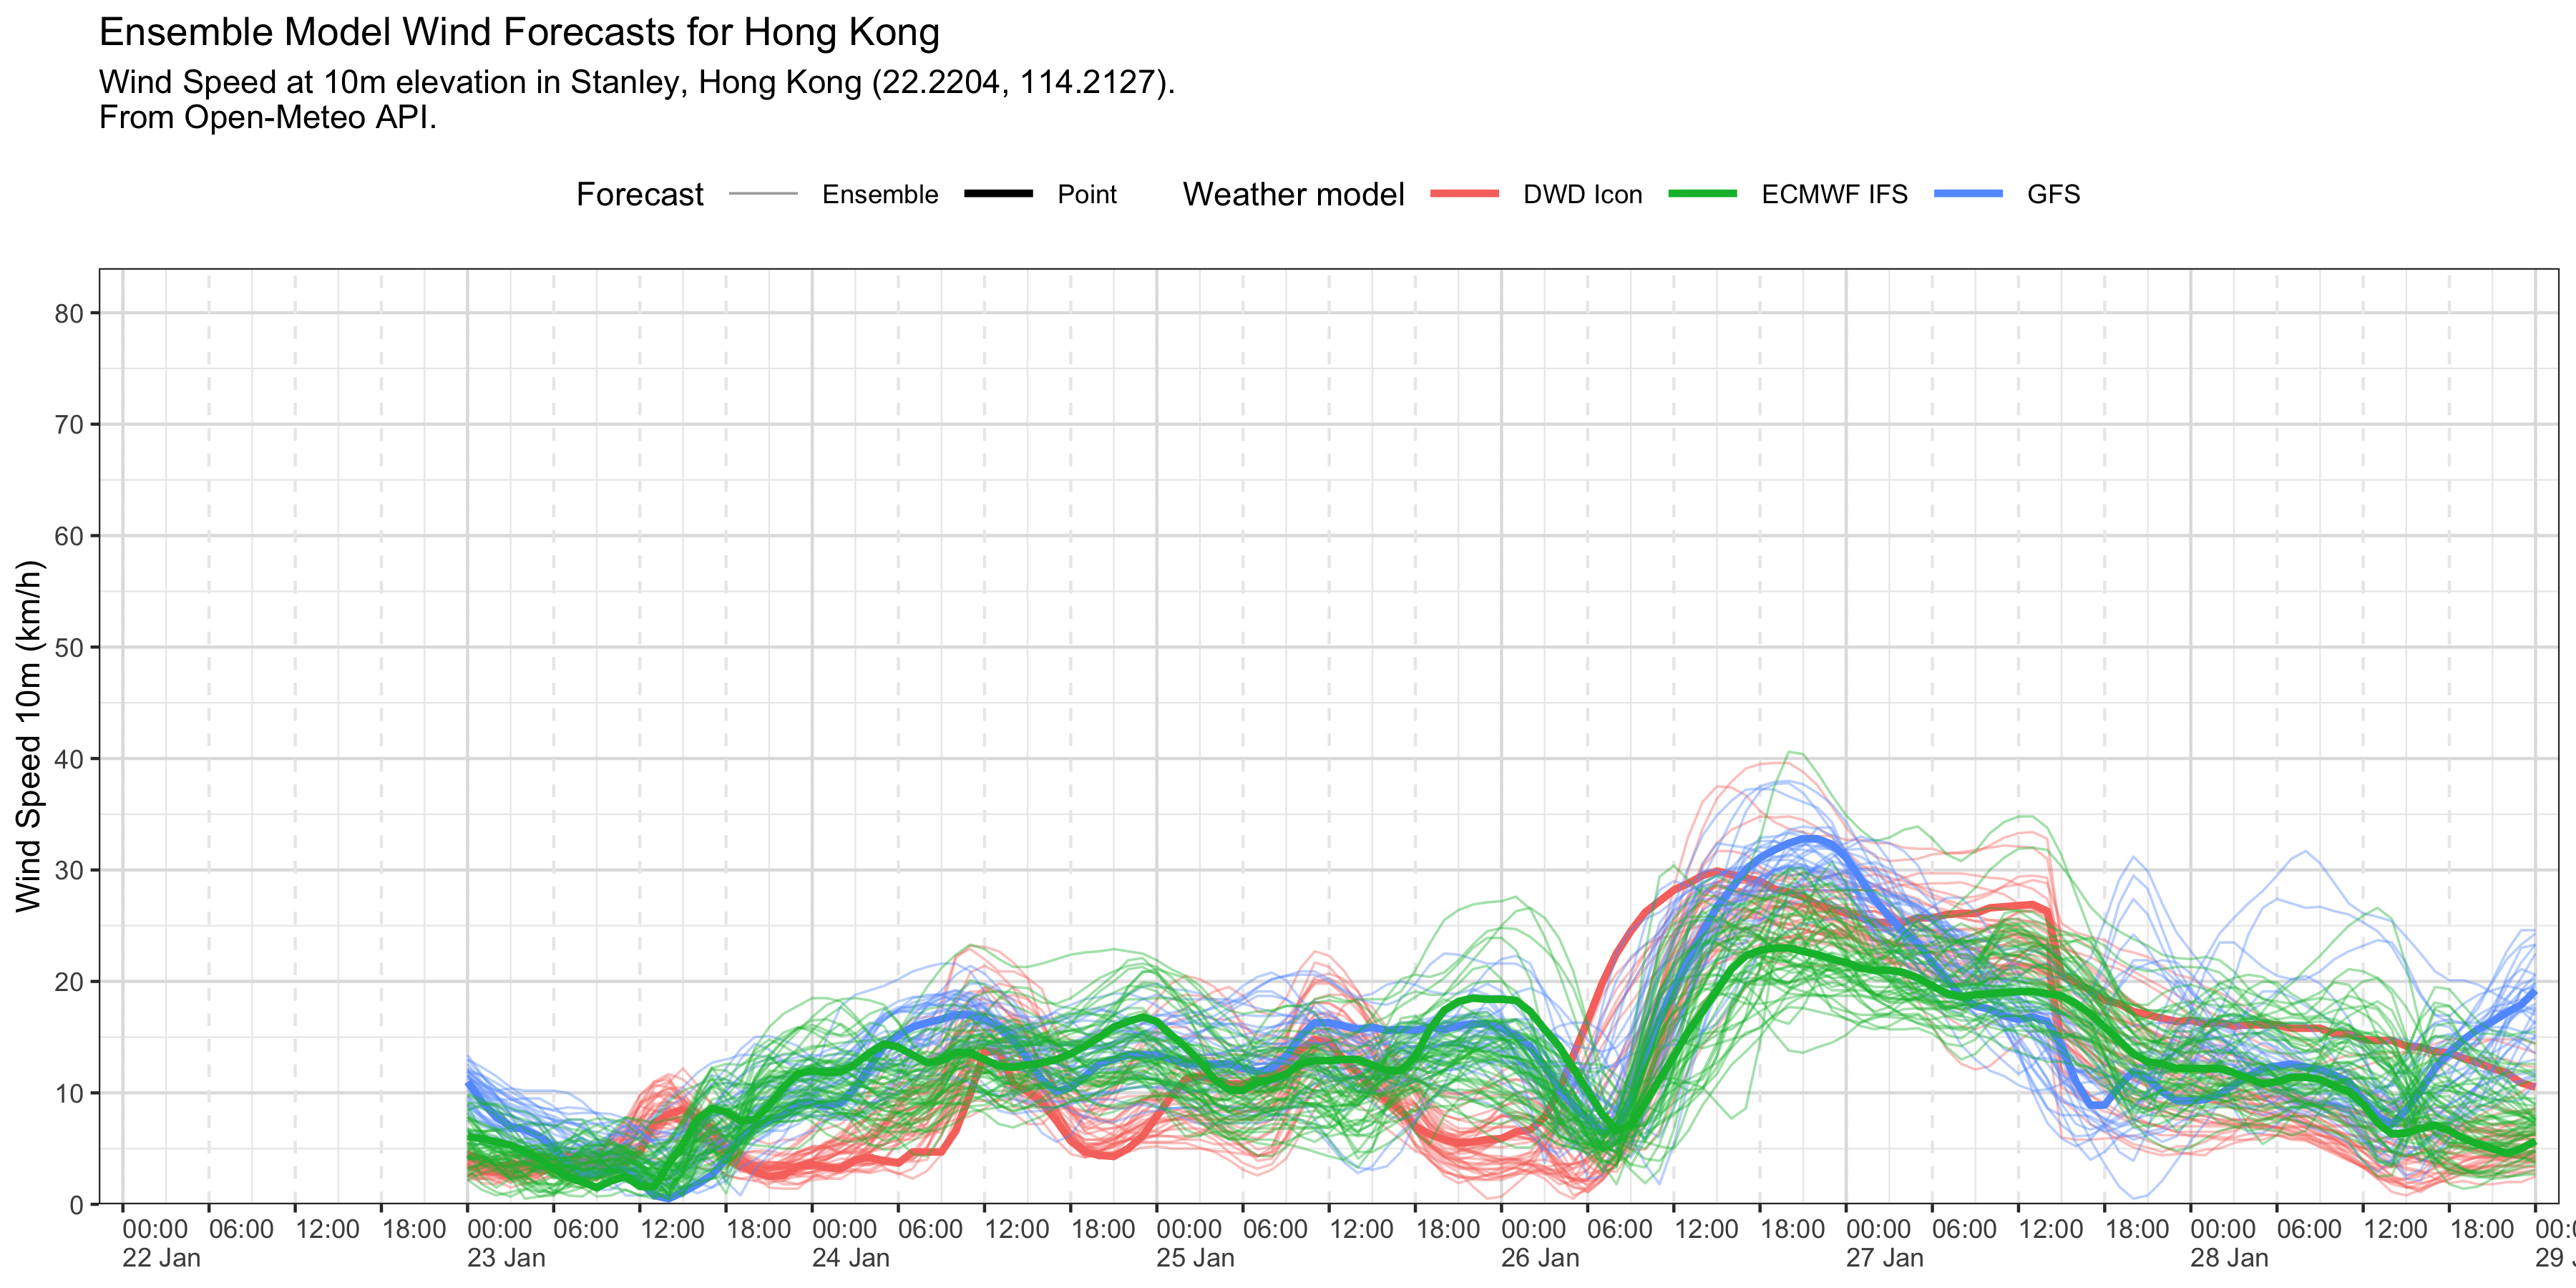 Ensemble Model Wind Forecasts for Hong Kong
Wind Speed at 10m elevation in Stanley, Hong Kong (22.2204, 114.2127).
From Open-Meteo API.
Forecast Ensemble Point Weather model DWD Icon ECMWF IFS GFS
Wind Speed 10m (km/h)
80
70
60
50
40
30
20
10
0
00:00 06:00 12:00 18:00 00:00 06:00 12:00 18:00 00:00 06:00 12:00 18:00 00:00 06:00 12:00 18:00 00:00 06:00 12:00 18:00 00:00 06:00 12:00 18:00 00:00 06:00 12:00 18:00 00:
22 Jan 23 Jan 24 Jan 25 Jan 26 Jan 27 Jan 28 Jan 29